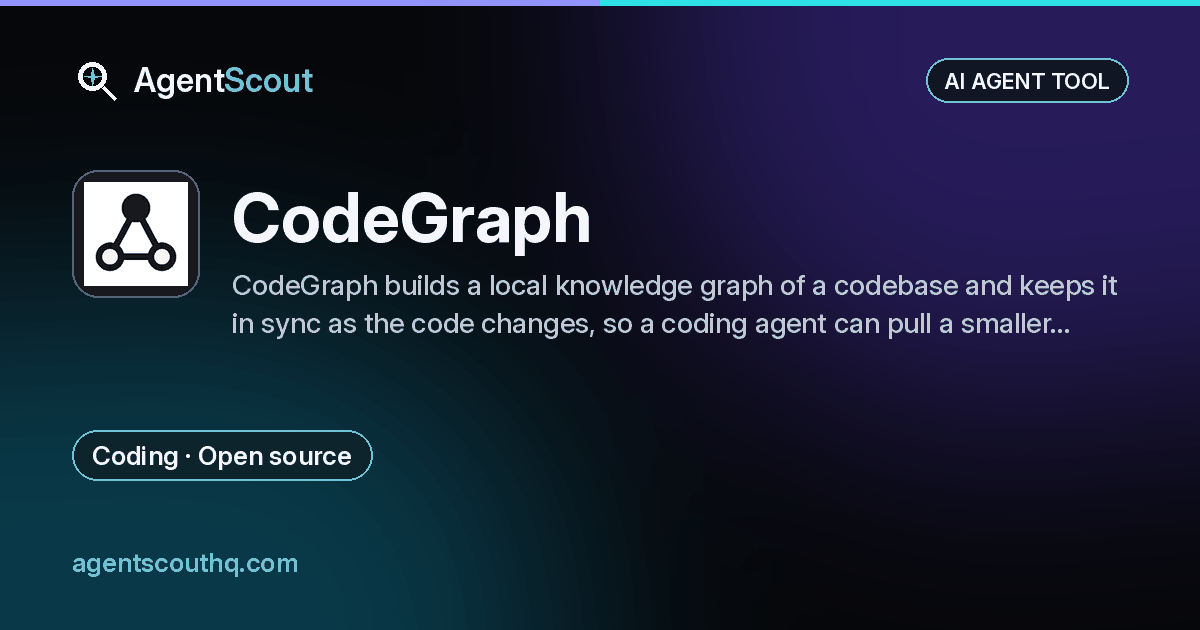 AgentScout
AI AGENT TOOL
CodeGraph
CodeGraph builds a local knowledge graph of a codebase and keeps it
in sync as the code changes, so a coding agent can pull a smaller...
Coding · Open source
agentscouthq.com